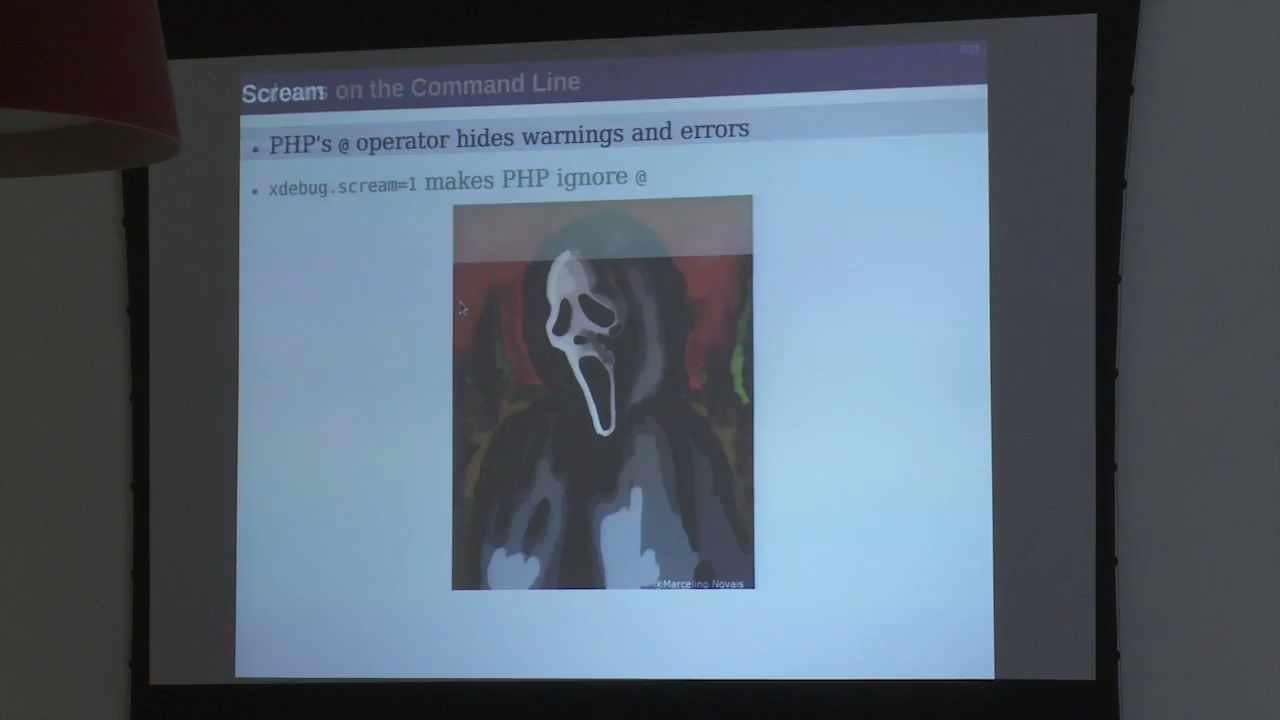 Scream on the Command Line
• PHP's @ operator hides warnings and errors
• xdebug.scream=1 makes PHP ignore @
©Marcelino Novais